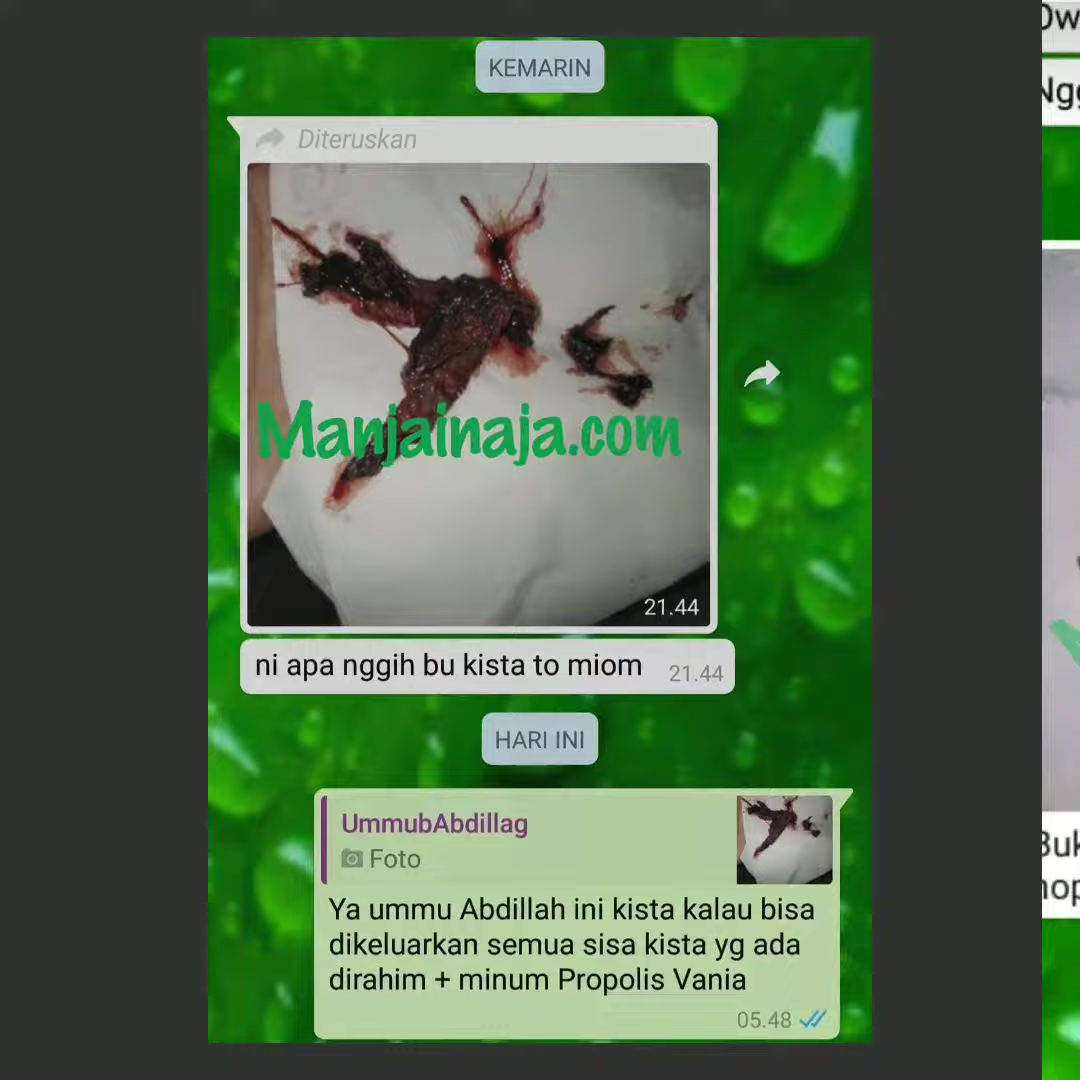 KEMARIN
Diteruskan
Manjainaja.com
21.44
ni apa nggih bu kista to miom 21.44
HARI INI
UmmubAbdillag
Foto
Ya ummu Abdillah ini kista kalau bisa
dikeluarkan semua sisa kista yg ada
dirahim + minum Propolis Vania
05.48